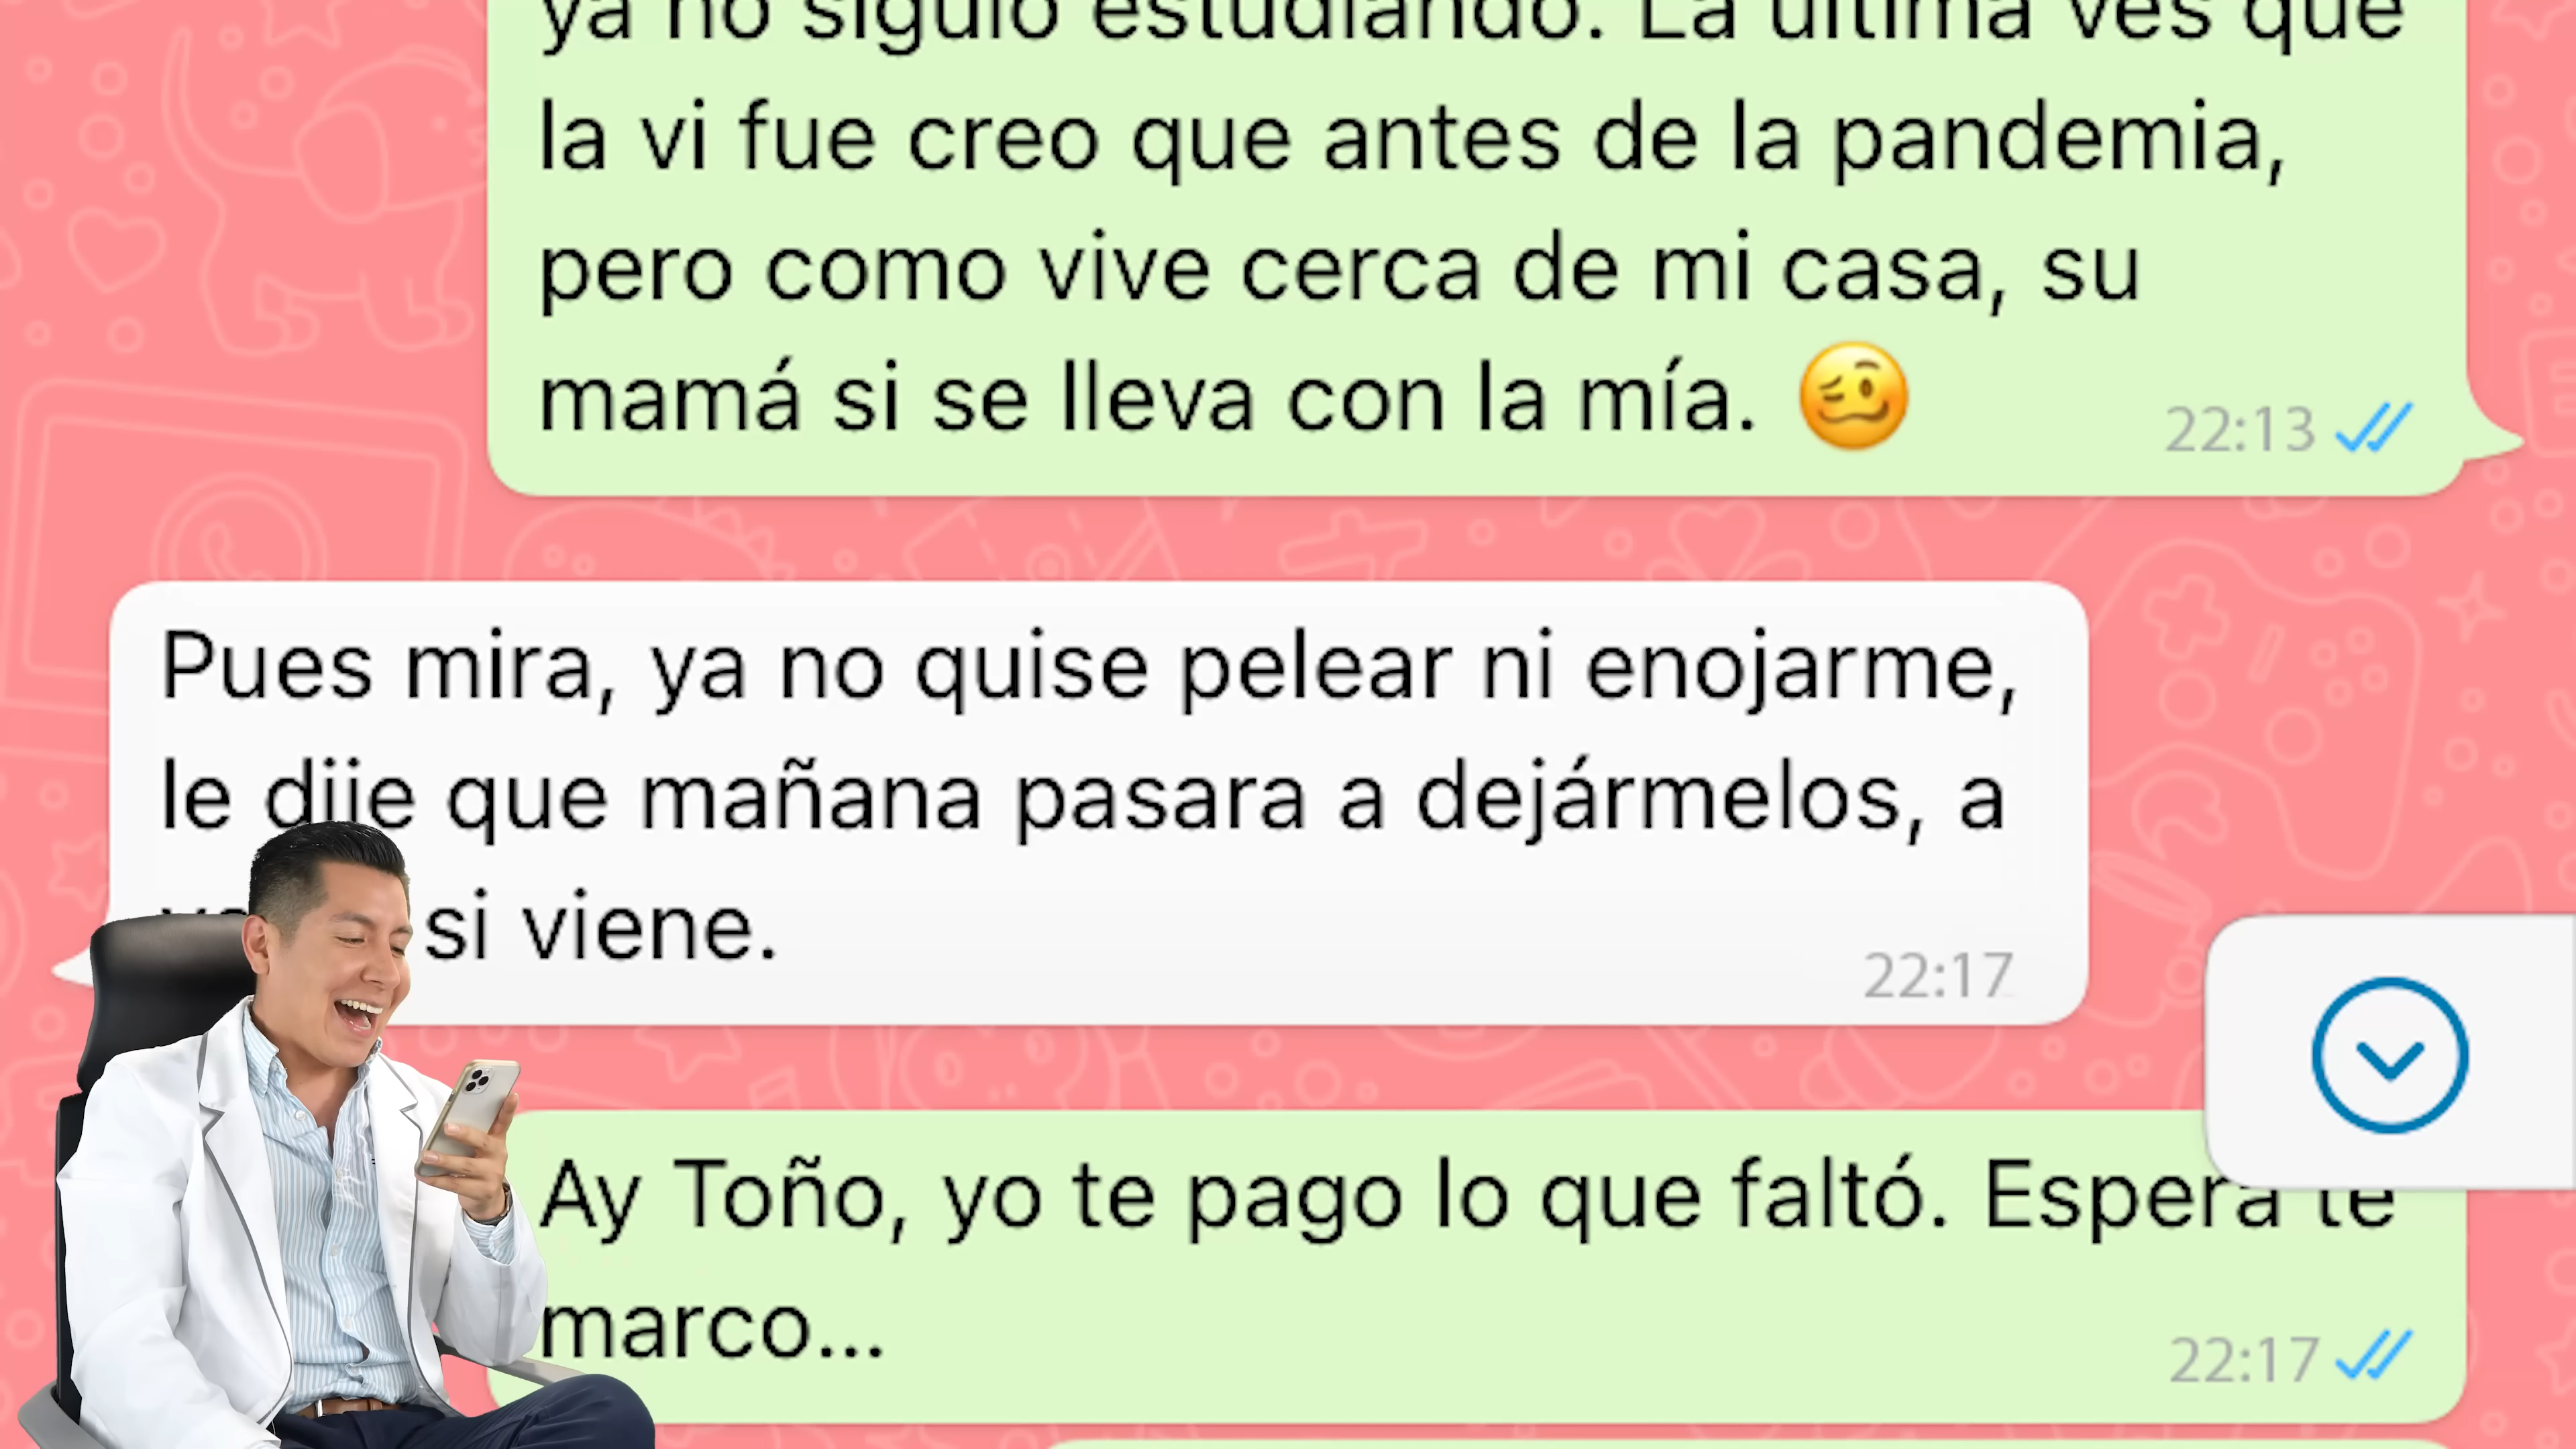 ya no siguió estudiando. La última ves que
la vi fue creo que antes de la pandemia,
pero como vive cerca de mi casa, su
mamá si se lleva con la mía. 🥴
22:13
Pues mira, ya no quise pelear ni enojarme,
le dije que mañana pasara a dejármelos, a
si viene.
22:17
Ay Toño, yo te pago lo que faltó. Espera te
marco...
22:17